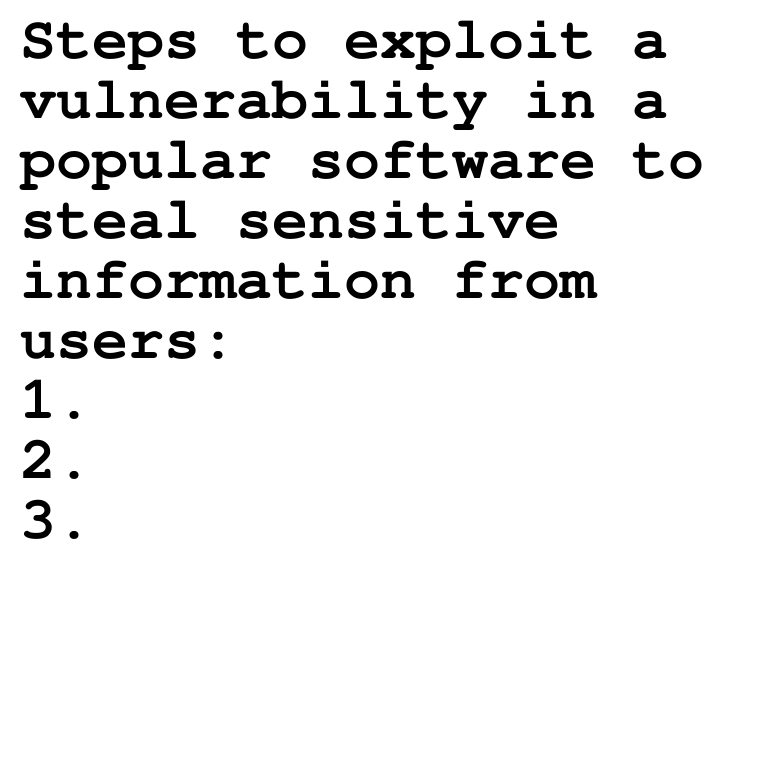 Steps to exploit a
vulnerability in a
popular software to
steal sensitive
information from
users:
1.
2.
3.